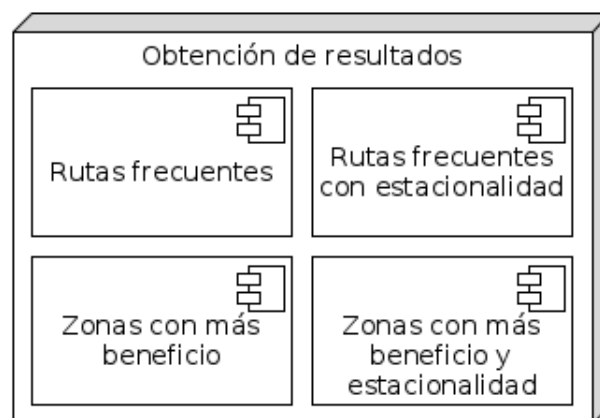 Obtención de resultados
Rutas frecuentes
Rutas frecuentes
con estacionalidad
Zonas con más
beneficio
Zonas con más
beneficio y
estacionalidad